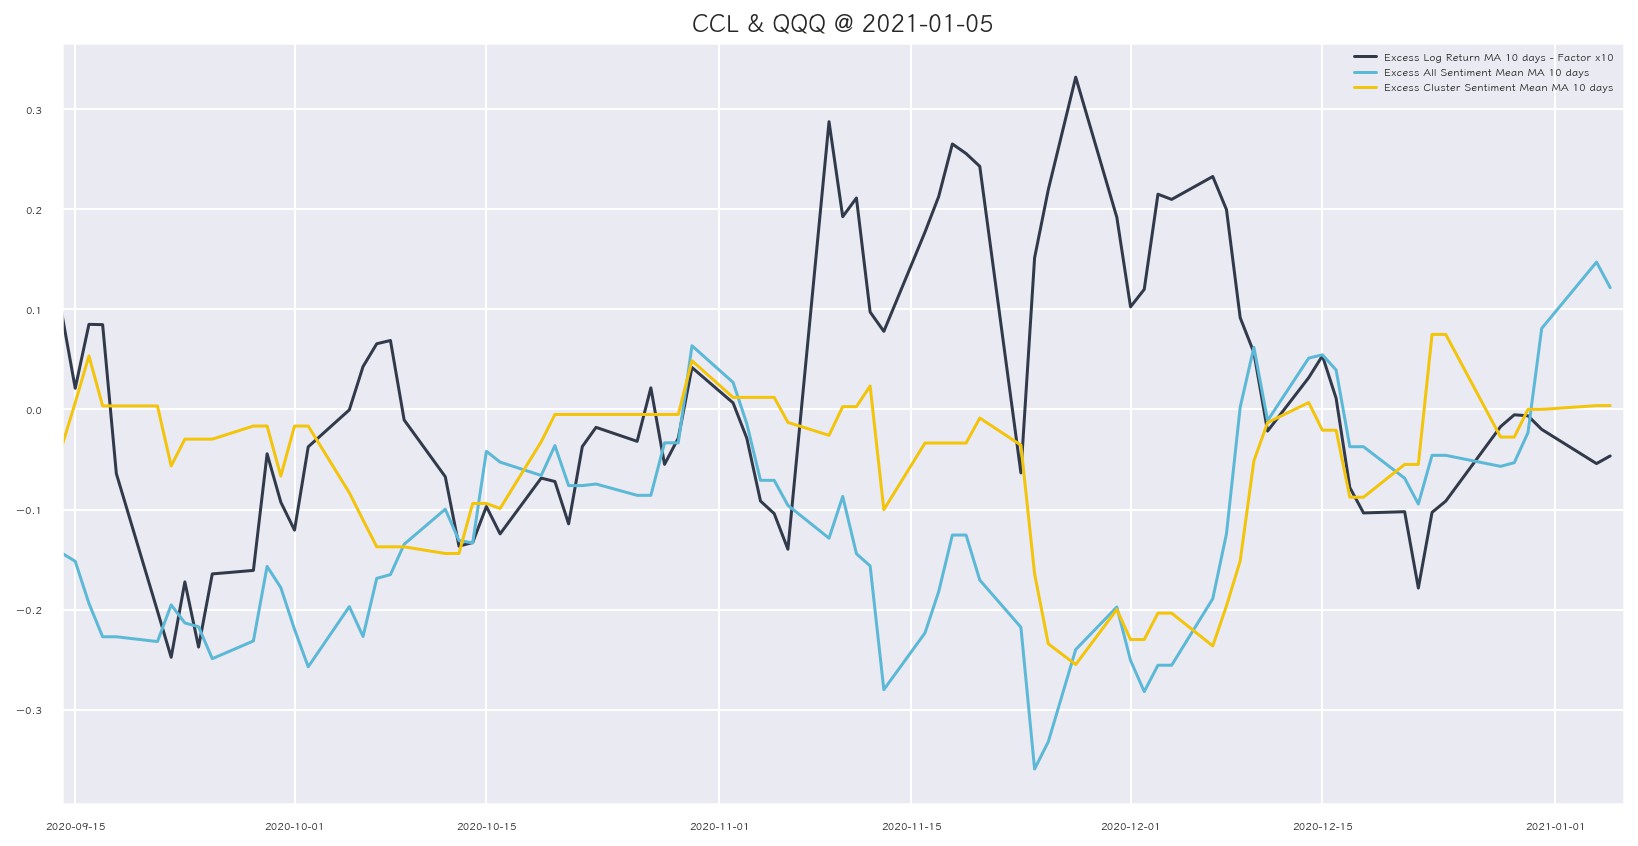 CCL & QQQ @ 2021-01-05
Excess Log Return MA 10 days - Factor x10
Excess All Sentiment Mean MA 10 days
Excess Cluster Sentiment Mean MA 10 days
0.3
0.2
0.1
0.0
−0.1
−0.2
−0.3
2020-09-15 2020-10-01 2020-10-15 2020-11-01 2020-11-15 2020-12-01 2020-12-15 2021-01-01